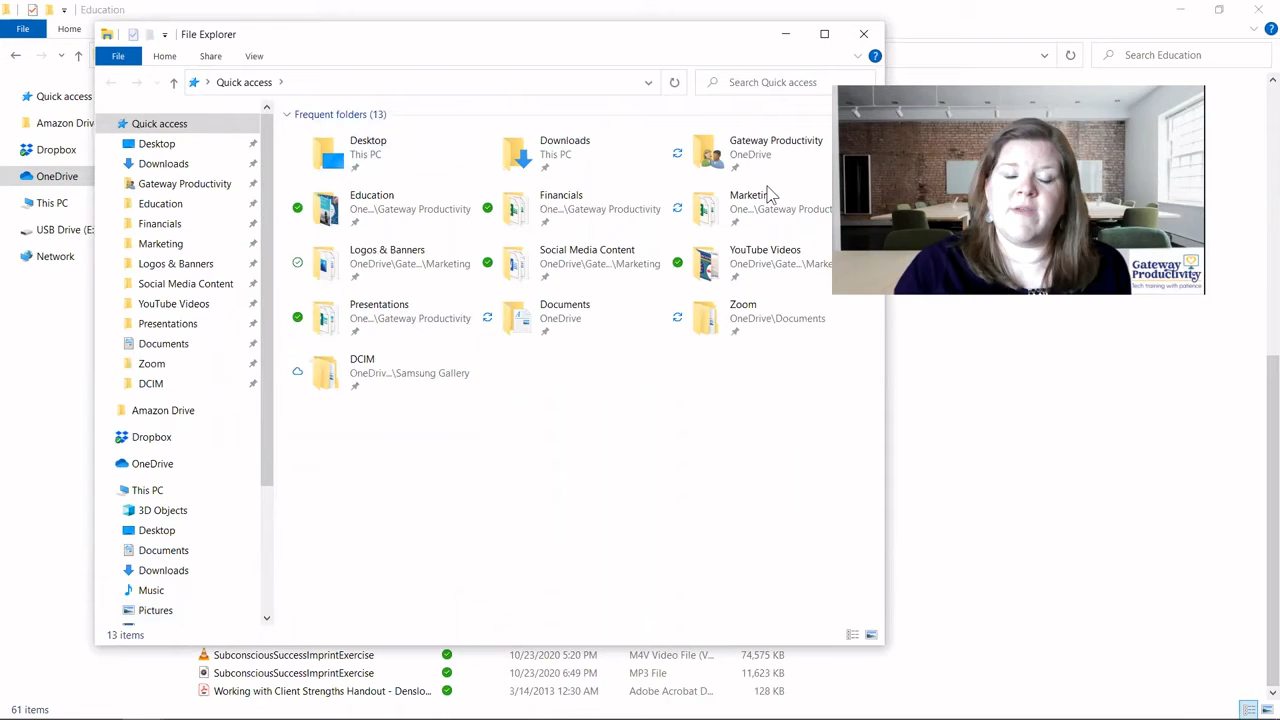 Education
File
Home
Search Education
Quick access
Amazon Driv
Dropbox
OneDrive
This PC
USB Drive (E:
Network
File Explorer
File
Home
Share
View
Quick access
Search Quick access
Quick access
Desktop
Downloads
Gateway Productivity
Education
Financials
Marketing
Logos & Banners
Social Media Content
YouTube Videos
Presentations
Documents
Zoom
DCIM
Amazon Drive
Dropbox
OneDrive
This PC
3D Objects
Desktop
Documents
Downloads
Music
Pictures
Frequent folders (13)
Desktop
This PC
Downloads
This PC
Gateway Productivity
OneDrive
Education
One...\Gateway Productivity
Financials
One...\Gateway Productivity
Marketing
One...\Gateway Product
Logos & Banners
OneDrive\Gate...\Marketing
Social Media Content
OneDrive\Gate...\Marketing
YouTube Videos
OneDrive\Gate...\Marketin
Presentations
One...\Gateway Productivity
Documents
OneDrive
Zoom
OneDrive\Documents
DCIM
OneDriv...\Samsung Gallery
13 items
Gateway
Productivity
Tech training with patience
SubconsciousSuccessImprintExercise 10/23/2020 5:20 PM M4V Video File (V... 74,575 KB
SubconsciousSuccessImprintExercise 10/23/2020 6:49 PM MP3 File 11,623 KB
Working with Client Strengths Handout - Denslo... 3/14/2013 12:30 AM Adobe Acrobat D... 128 KB
61 items